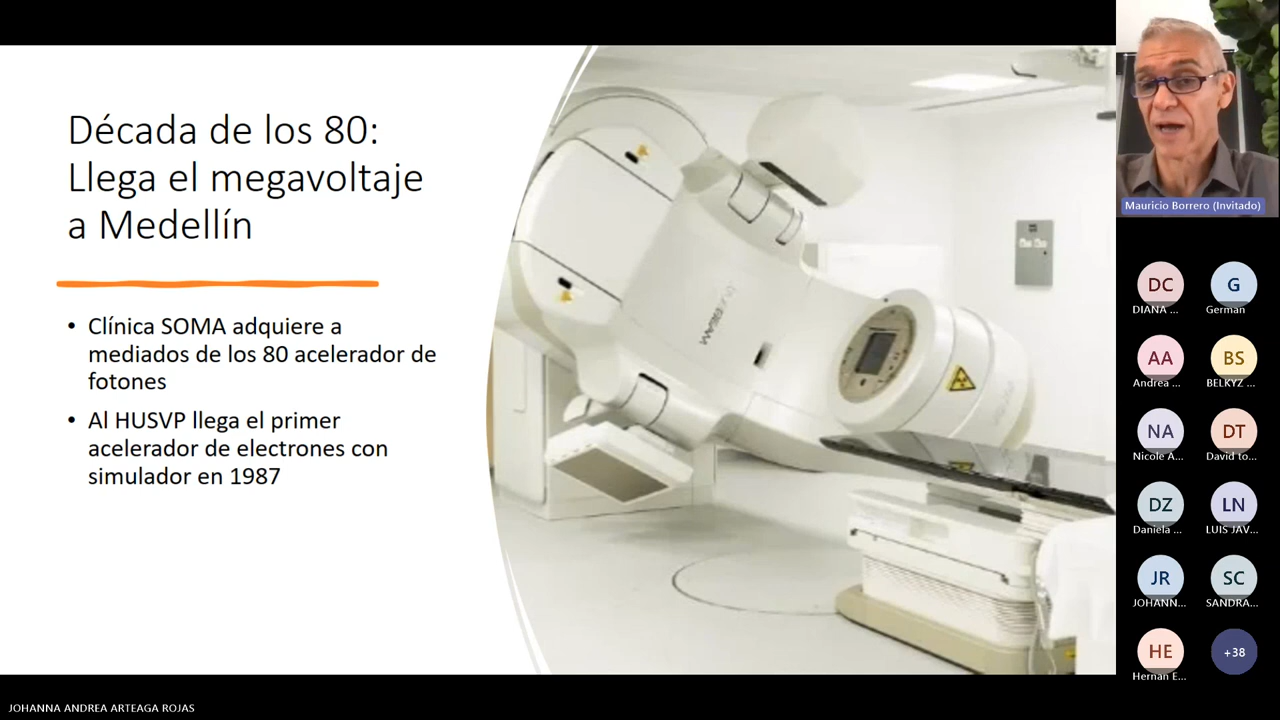 Década de los 80:
Llega el megavoltaje
a Medellín
• Clínica SOMA adquiere a
mediados de los 80 acelerador de
fotones
• Al HUSVP llega el primer
acelerador de electrones con
simulador en 1987
Mauricio Borrero (Invitado)
DC
G
DIANA ...
German
AA
BS
Andrea ...
BELKYZ ...
NA
DT
Nicole A...
David to...
DZ
LN
Daniela ...
LUIS JAV...
JR
SC
JOHANN...
SANDRA...
HE
+38
Hernan E...
JOHANNA ANDREA ARTEAGA ROJAS